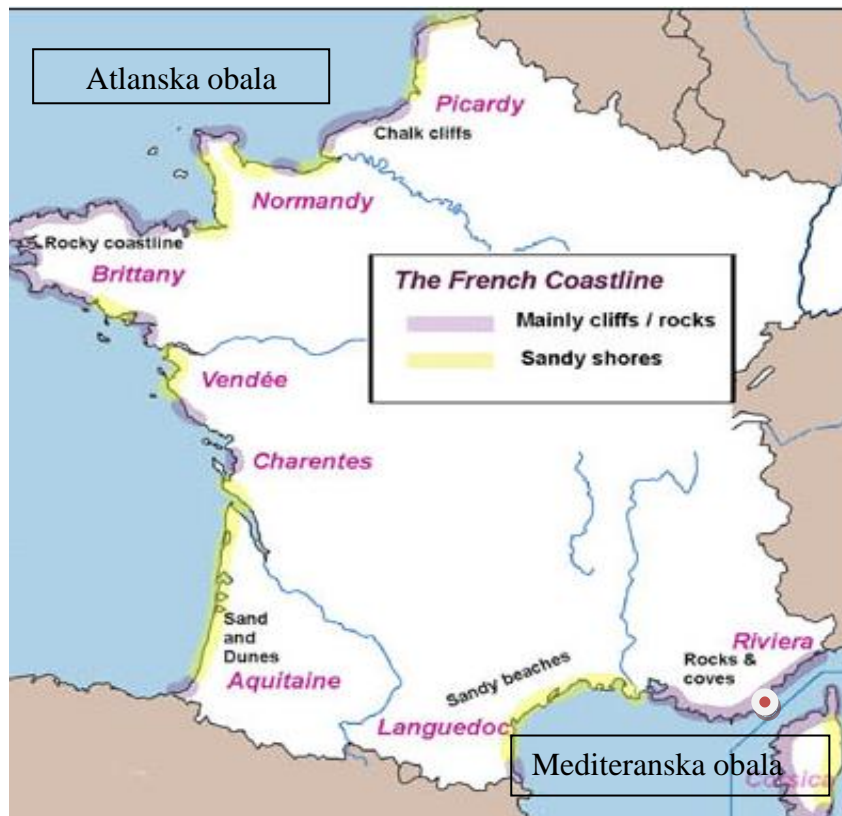 Atlanska obala
Picardy
Chalk cliffs
Normandy
Rocky coastline
Brittany
The French Coastline
Mainly cliffs / rocks
Sandy shores
Vendée
Charentes
Sand
and
Dunes
Aquitaine
Sandy beaches
Languedoc
Riviera
Rocks &
coves
Mediteranska obala
Corsica